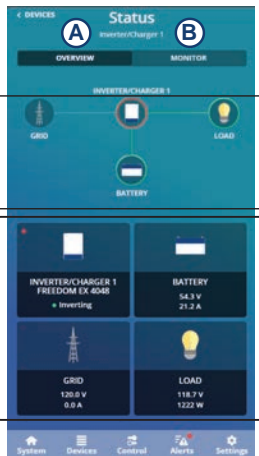 < DEVICES
Status
A
B
Inverter/Charger 1
OVERVIEW MONITOR
INVERTER/CHARGER 1
GRID LOAD
BATTERY
INVERTER/CHARGER 1
FREEDOM EX 4048
Inverting
BATTERY
54.3 V
21.2 A
GRID
120.0 V
0.0 A
LOAD
118.7 V
1222 W
System Devices Control Alerts Settings